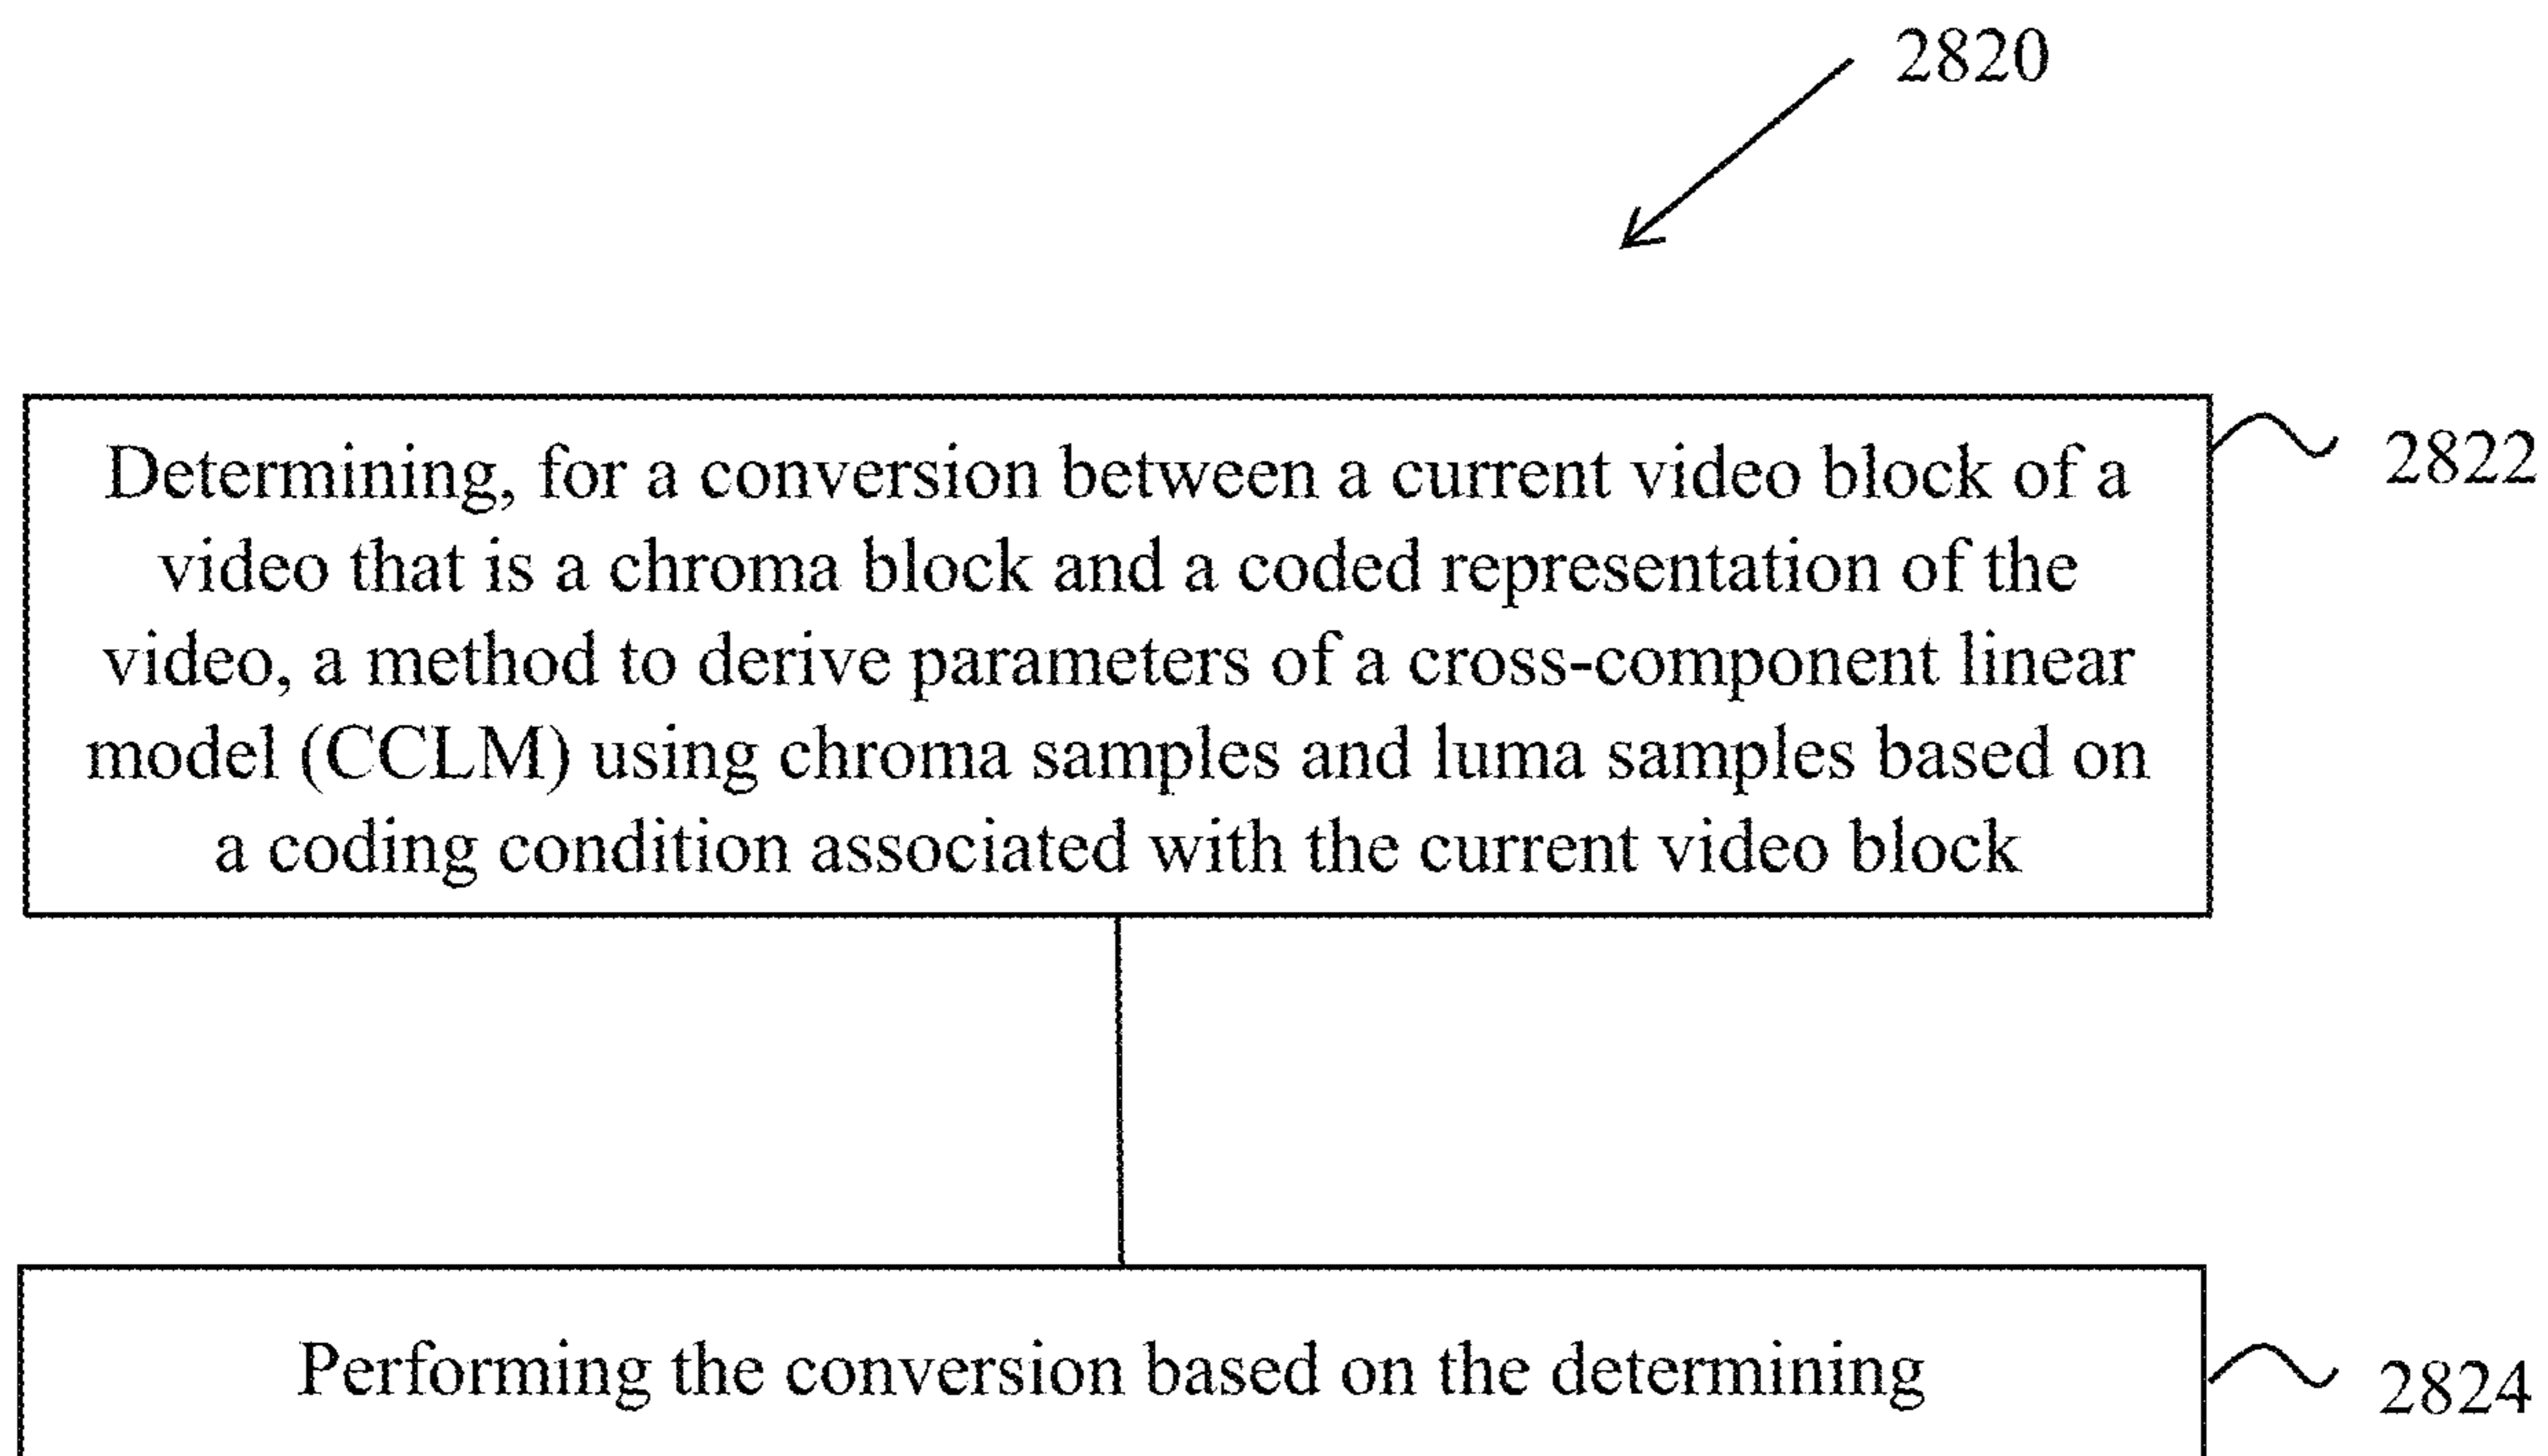 2820
Determining, for a conversion between a current video block of a
video that is a chroma block and a coded representation of the
video, a method to derive parameters of a cross-component linear
model (CCLM) using chroma samples and luma samples based on
a coding condition associated with the current video block
2822
Performing the conversion based on the determining
2824